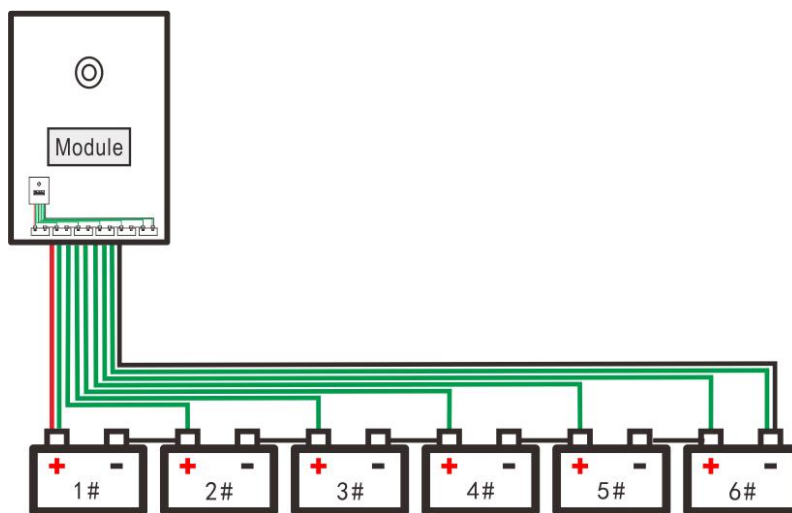 Module
+ - + - + - + - + - + -
1# 2# 3# 4# 5# 6#